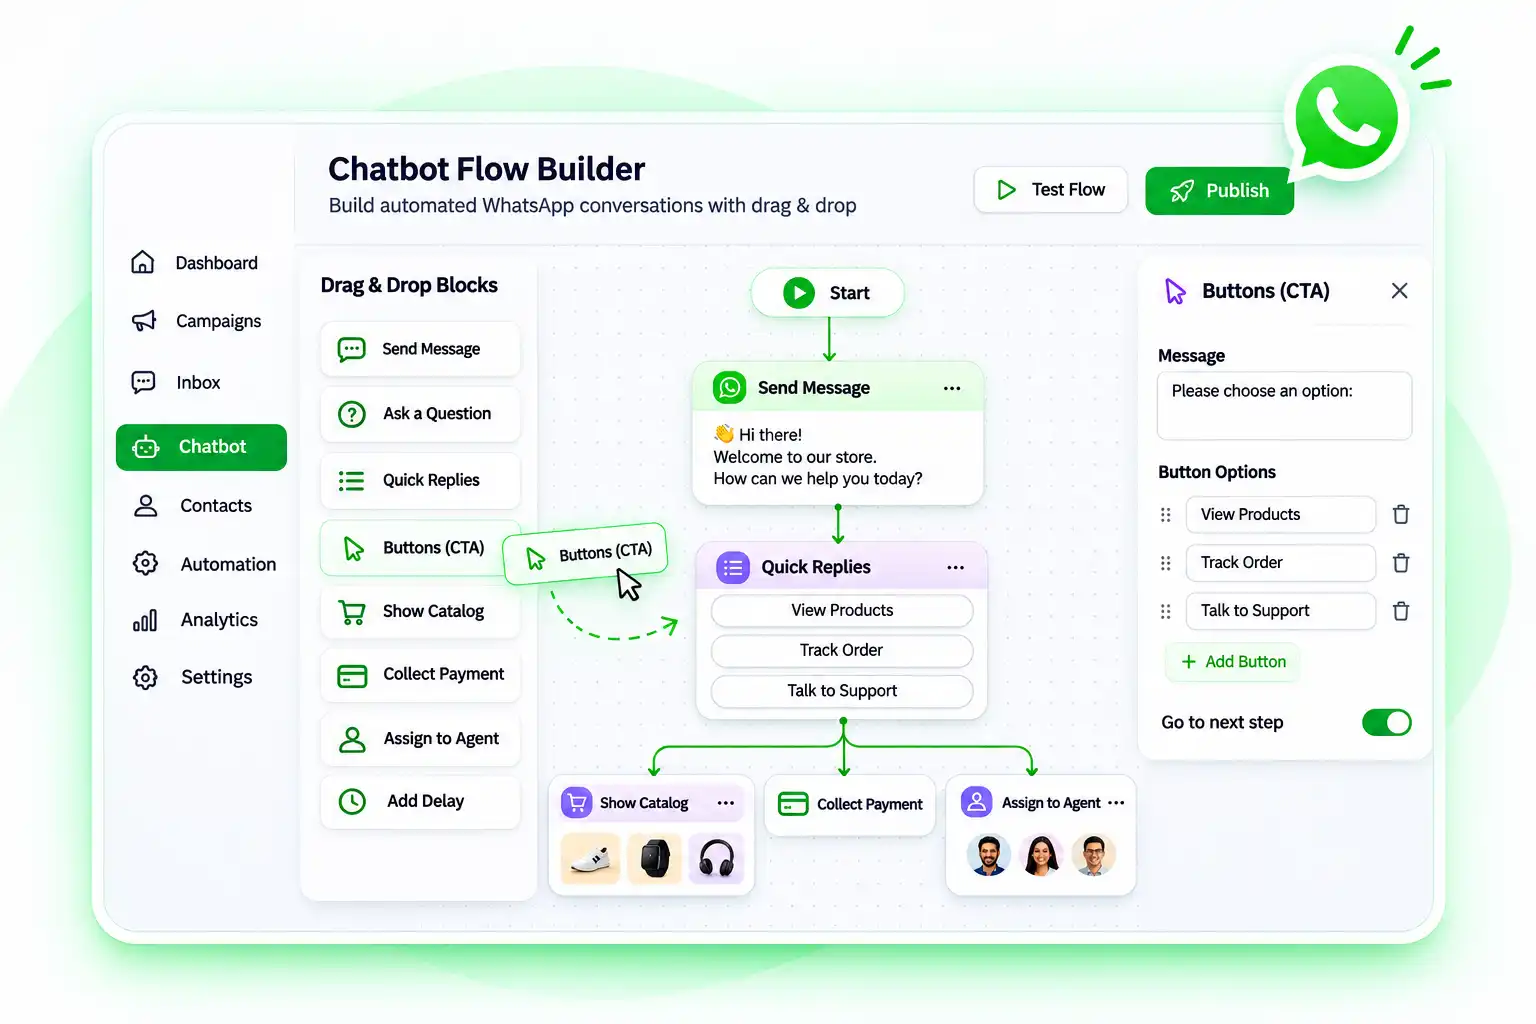 Chatbot Flow Builder
Build automated WhatsApp conversations with drag & drop
Test Flow
Publish
Dashboard
Campaigns
Inbox
Chatbot
Contacts
Automation
Analytics
Settings
Drag & Drop Blocks
Send Message
Ask a Question
Quick Replies
Buttons (CTA)
Show Catalog
Collect Payment
Assign to Agent
Add Delay
Buttons (CTA)
Start
Send Message
👋 Hi there!
Welcome to our store.
How can we help you today?
Quick Replies
View Products
Track Order
Talk to Support
Show Catalog
Collect Payment
Assign to Agent
Buttons (CTA)
Message
Please choose an option:
Button Options
View Products
Track Order
Talk to Support
+ Add Button
Go to next step